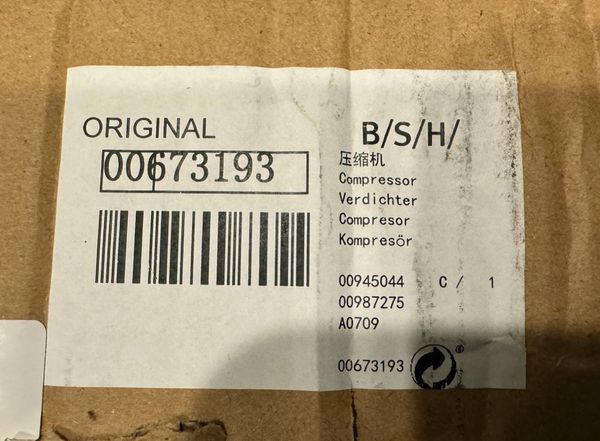 ORIGINAL
00673193
B/S/H/
压缩机
Compressor
Verdichter
Compresor
Kompresör
00945044 C / 1
00987275
A0709
00673193 ®